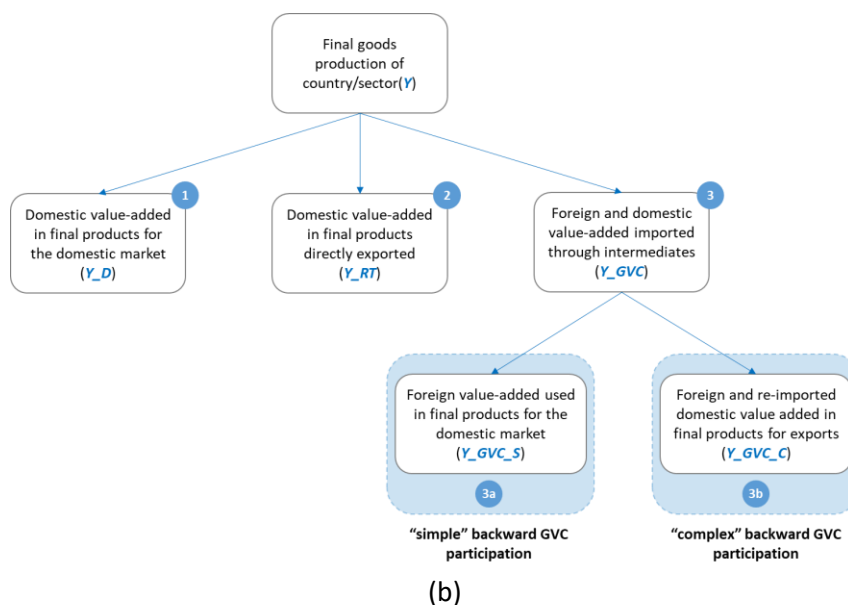 Final goods
production of
country/sector(Y)
1
2
3
Domestic value-added
in final products for
the domestic market
(Y_D)
Domestic value-added
in final products
directly exported
(Y_RT)
Foreign and domestic
value-added imported
through intermediates
(Y_GVC)
Foreign value-added used
in final products for the
domestic market
(Y_GVC_S)
3a
Foreign and re-imported
domestic value added in
final products for exports
(Y_GVC_C)
3b
“simple” backward GVC
participation
“complex” backward GVC
participation
(b)